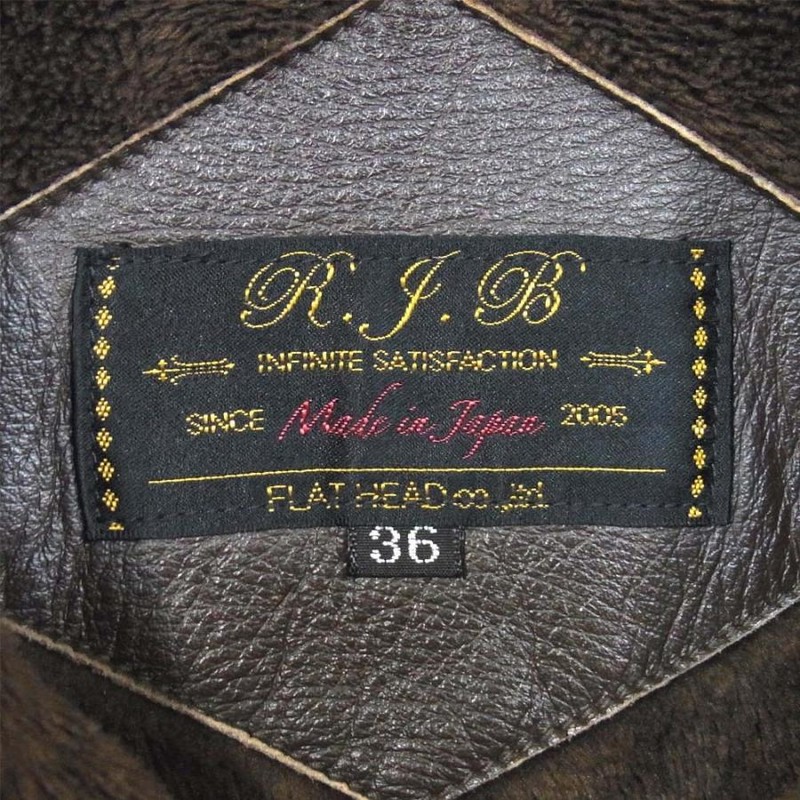 R.J.B
INFINITE SATISFACTION
SINCE Made in Japan 2005
FLAT HEAD co.,ltd.
36